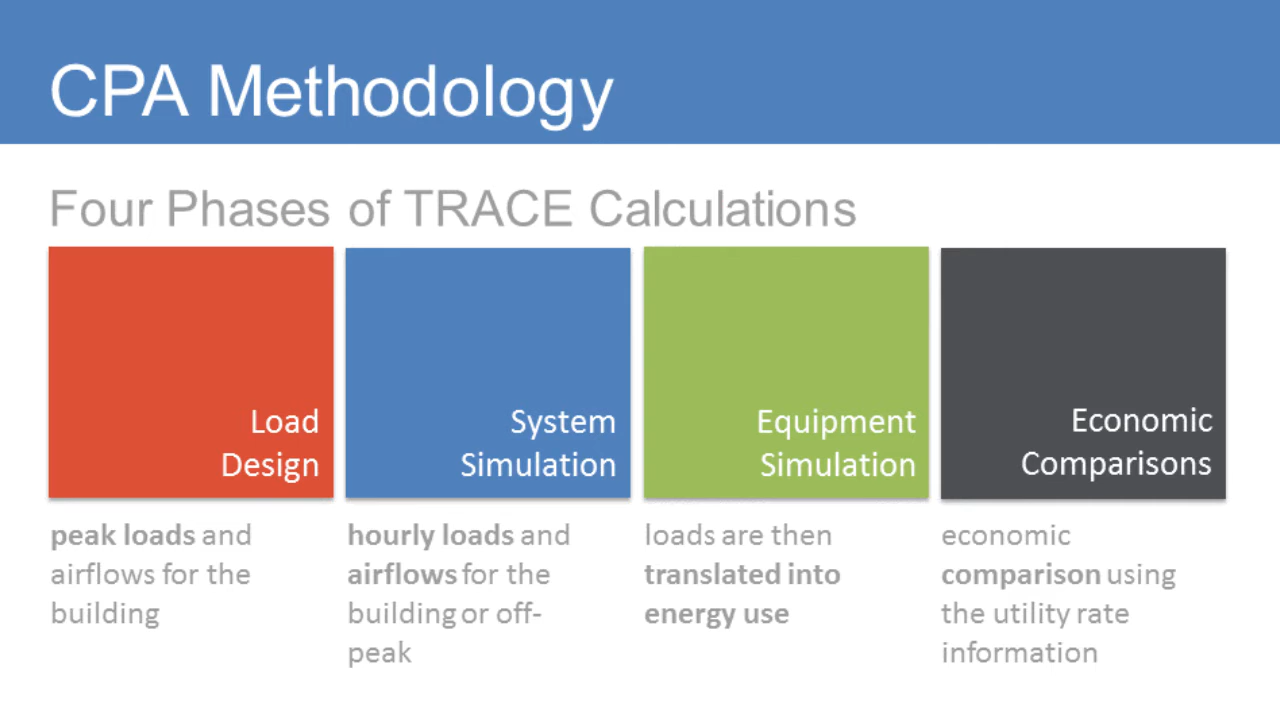 CPA Methodology
Four Phases of TRACE Calculations
Load
Design
System
Simulation
Equipment
Simulation
Economic
Comparisons
peak loads and
airflows for the
building
hourly loads and
airflows for the
building or off-
peak
loads are then
translated into
energy use
economic
comparison using
the utility rate
information